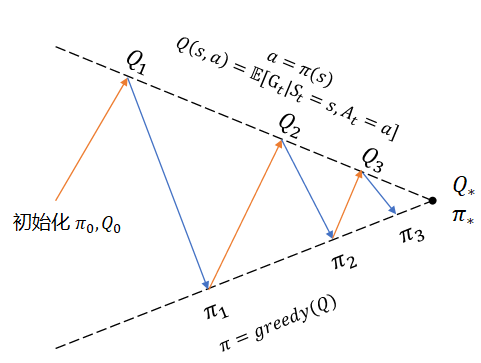 a = π(s)
Q(s, a) = 𝔼[G_t|S_t = s, A_t = a]
Q_1
Q_2
Q_3
Q_*
π_*
初始化 π_0, Q_0
π_1
π_2
π_3
π = greedy(Q)